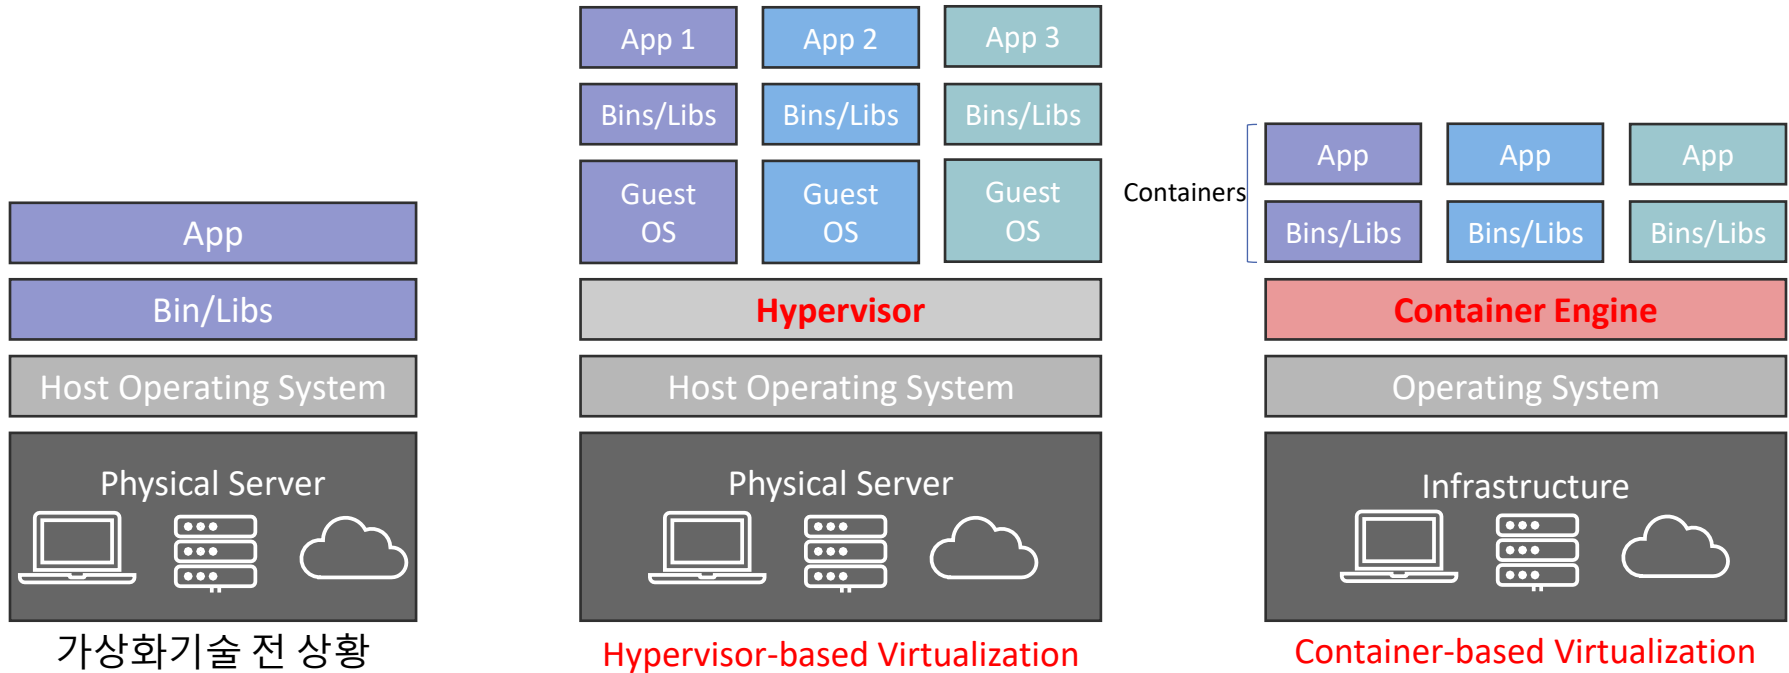 App
Bin/Libs
Host Operating System
Physical Server
가상화기술 전 상황
App 1
App 2
App 3
Bins/Libs
Bins/Libs
Bins/Libs
Guest
OS
Guest
OS
Guest
OS
Hypervisor
Host Operating System
Physical Server
Hypervisor-based Virtualization
Containers
App
App
App
Bins/Libs
Bins/Libs
Bins/Libs
Container Engine
Operating System
Infrastructure
Container-based Virtualization